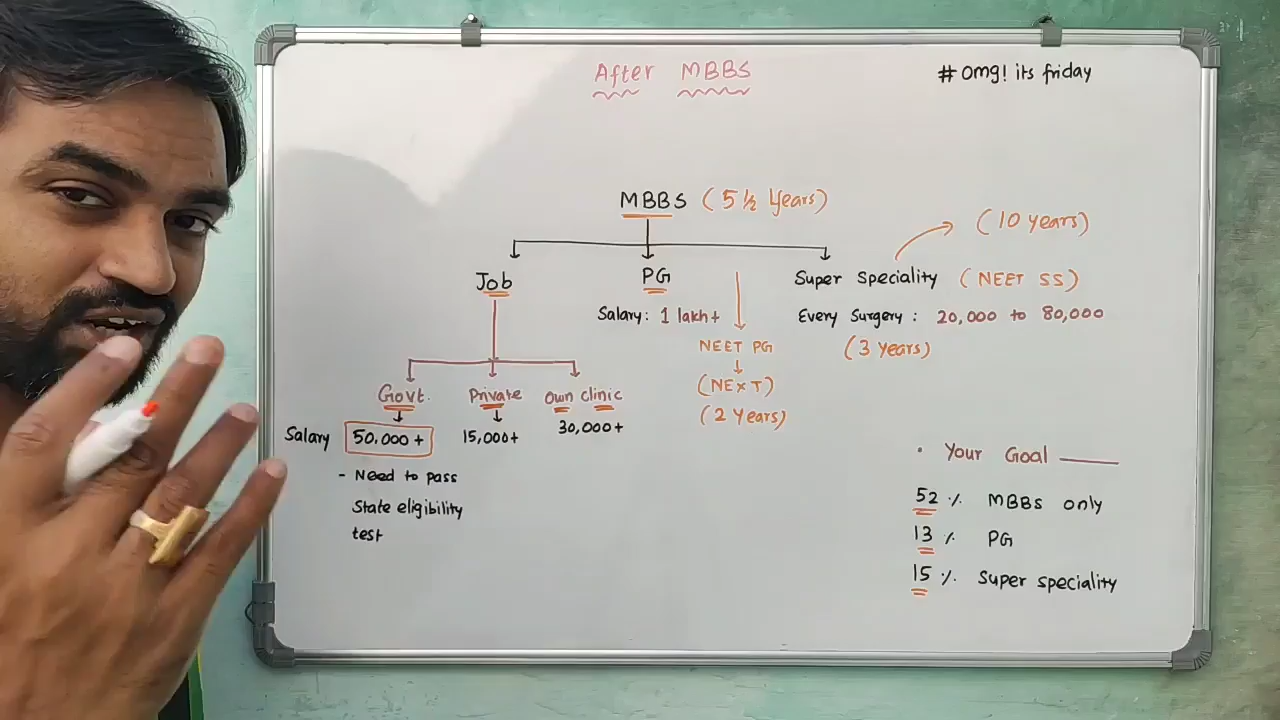 After MBBS
#omg! its friday
MBBS (5 ½ Years)
(10 years)
Job
PG
Super Speciality (NEET SS)
Salary: 1 lakh+
Every Surgery: 20,000 to 80,000
NEET PG
(3 Years)
(NExT)
(2 Years)
Govt. Private Own clinic
Salary 50,000 + 15,000+ 30,000+
- Need to pass
State eligibility
test
• Your Goal ____
52 % MBBS only
13 % PG
15 % Super speciality